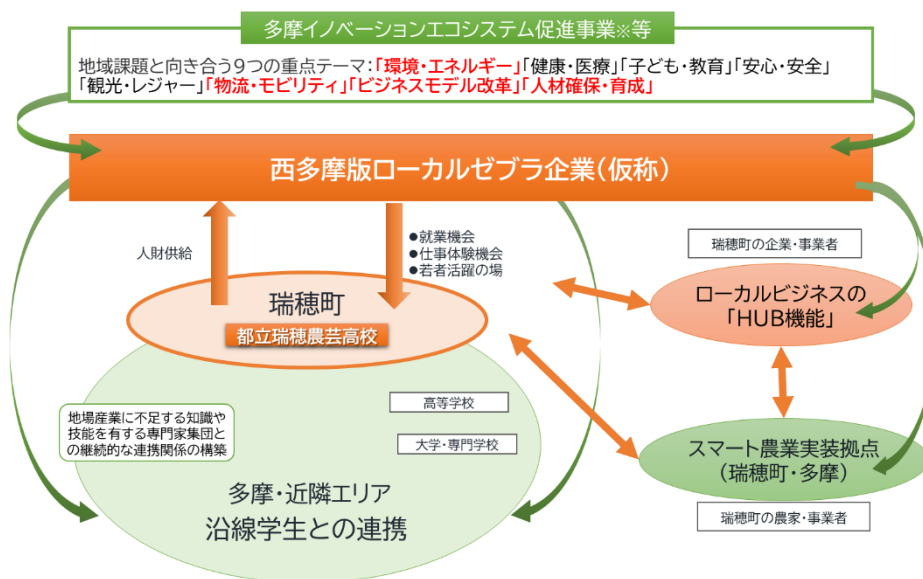 多摩イノベーションエコシステム促進事業※等
地域課題と向き合う9つの重点テーマ:「環境・エネルギー」「健康・医療」「子ども・教育」「安心・安全」
「観光・レジャー」「物流・モビリティ」「ビジネスモデル改革」「人材確保・育成」
西多摩版ローカルゼブラ企業(仮称)
人財供給
●就業機会
●仕事体験機会
●若者活躍の場
瑞穂町の企業・事業者
ローカルビジネスの
「HUB機能」
瑞穂町
都立瑞穂農芸高校
高等学校
地場産業に不足する知識や
技能を有する専門家集団と
の継続的な連携関係の構築
大学・専門学校
スマート農業実装拠点
(瑞穂町・多摩)
多摩・近隣エリア
沿線学生との連携
瑞穂町の農家・事業者